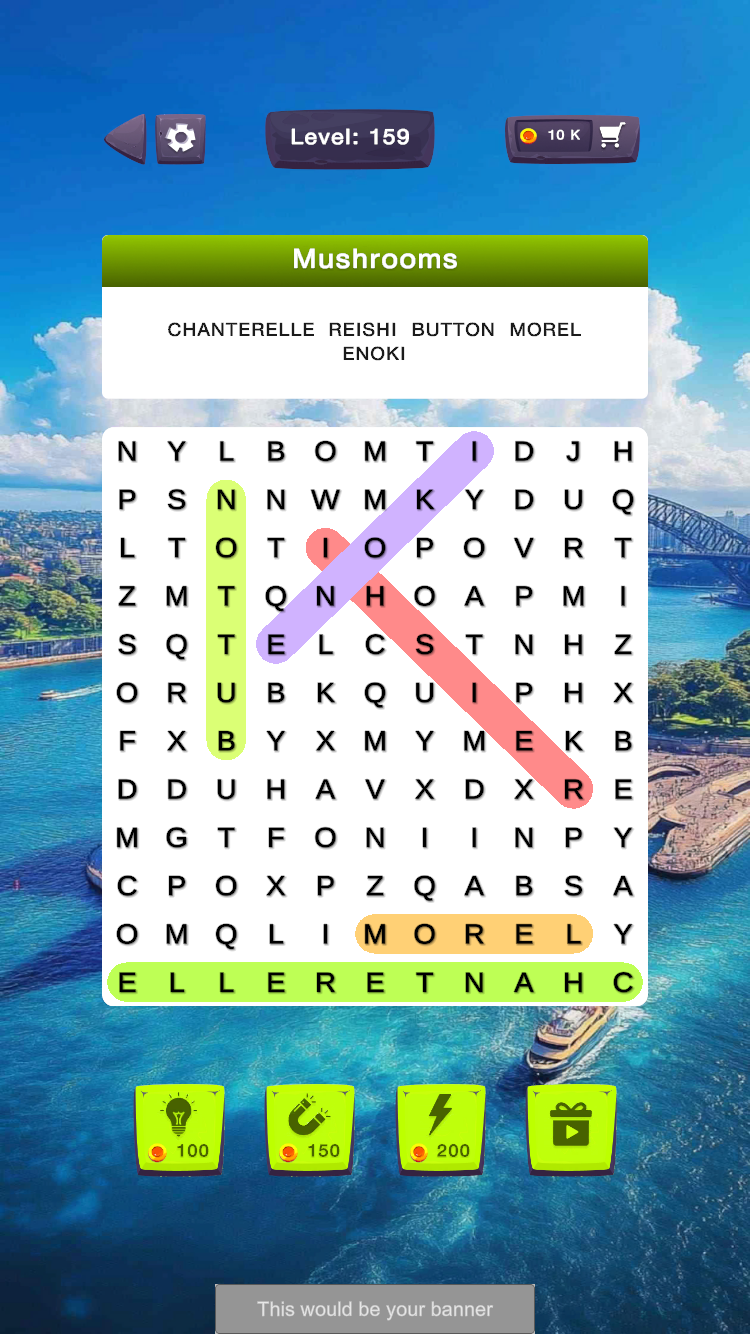 Level: 159
10 K
Mushrooms
CHANTERELLE REISHI BUTTON MOREL
ENOKI
N Y L B O M T I D J H
P S N N W M K Y D U Q
L T O T I O P O V R T
Z M T Q N H O A P M I
S Q T E L C S T N H Z
O R U B K Q U I P H X
F X B Y X M Y M E K B
D D U H A V X D X R E
M G T F O N I I N P Y
C P O X P Z Q A B S A
O M Q L I M O R E L Y
E L L E R E T N A H C
100 150 200
This would be your banner